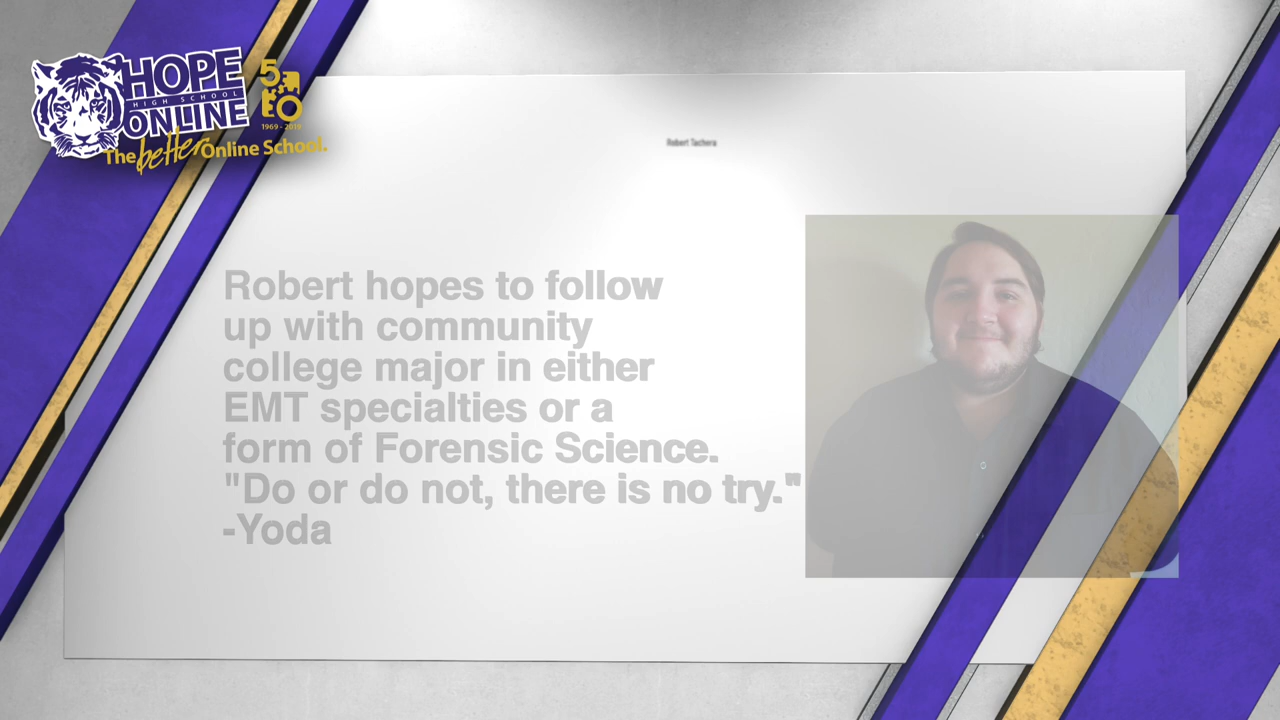 HOPE
HIGH SCHOOL
ONLINE
The better Online School.
50
1969 - 2019
Robert Tachera
Robert hopes to follow
up with community
college major in either
EMT specialties or a
form of Forensic Science.
"Do or do not, there is no try."
-Yoda